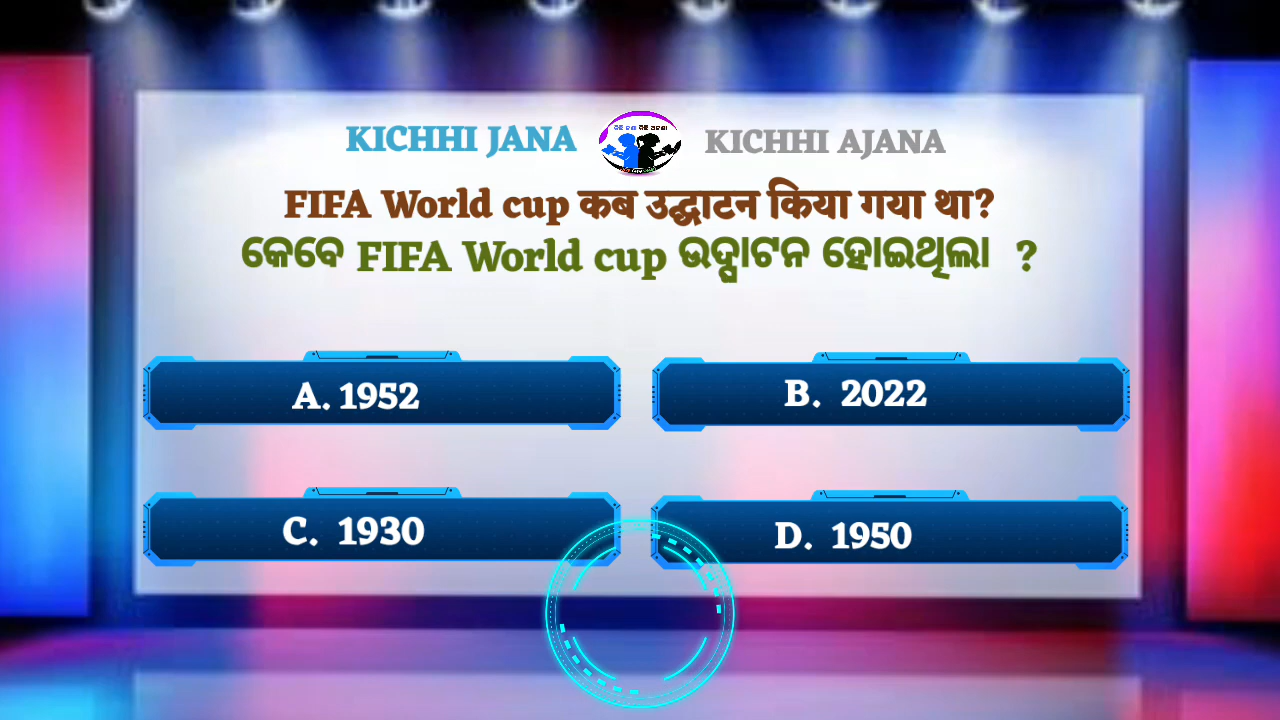 KICHHI JANA KICHHI AJANA
FIFA World cup कब उद्घाटन किया गया था?
କେବେ FIFA World cup ଉଦ୍ଘାଟନ ହୋଇଥିଲା ?
A. 1952
B. 2022
C. 1930
D. 1950